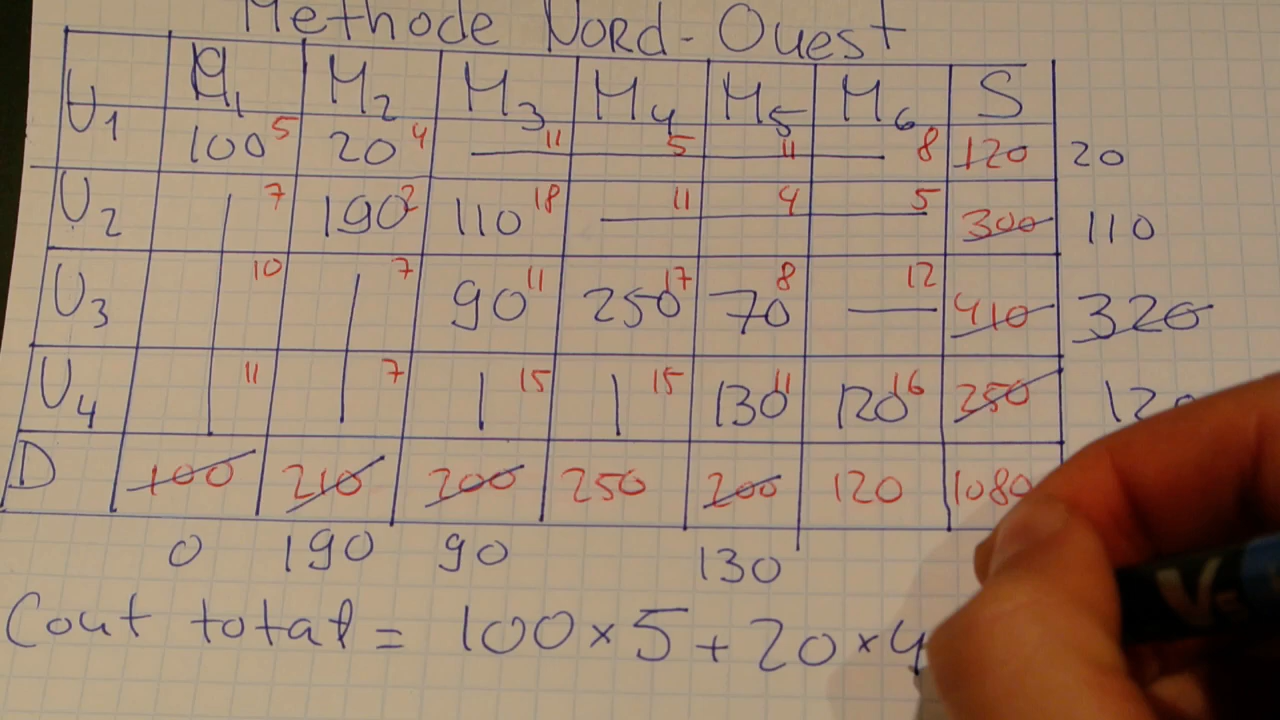 Methode Nord-Ouest
M1 M2 M3 M4 M5 M6 S
U1 100 5 20 4 11 5 11 8 120 20
U2 7 190 2 110 18 11 4 5 300 110
U3 10 7 90 11 250 17 70 8 12 410 320
U4 11 7 15 15 130 11 120 16 250 120
D 100 210 200 250 200 120 1080
0 190 90 130
Cout total = 100 × 5 + 20 × 4